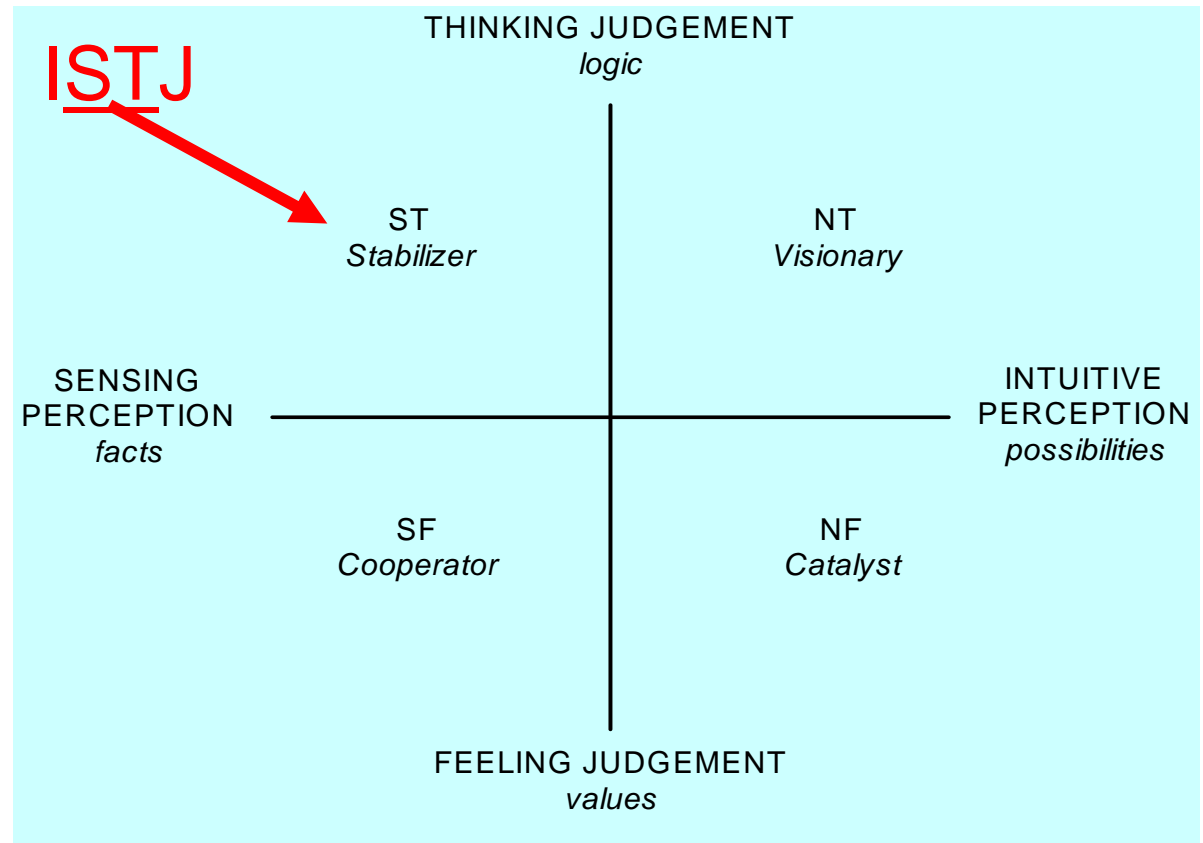 THINKING JUDGEMENT
logic
ISTJ
ST
Stabilizer
NT
Visionary
SENSING
PERCEPTION
facts
INTUITIVE
PERCEPTION
possibilities
SF
Cooperator
NF
Catalyst
FEELING JUDGEMENT
values